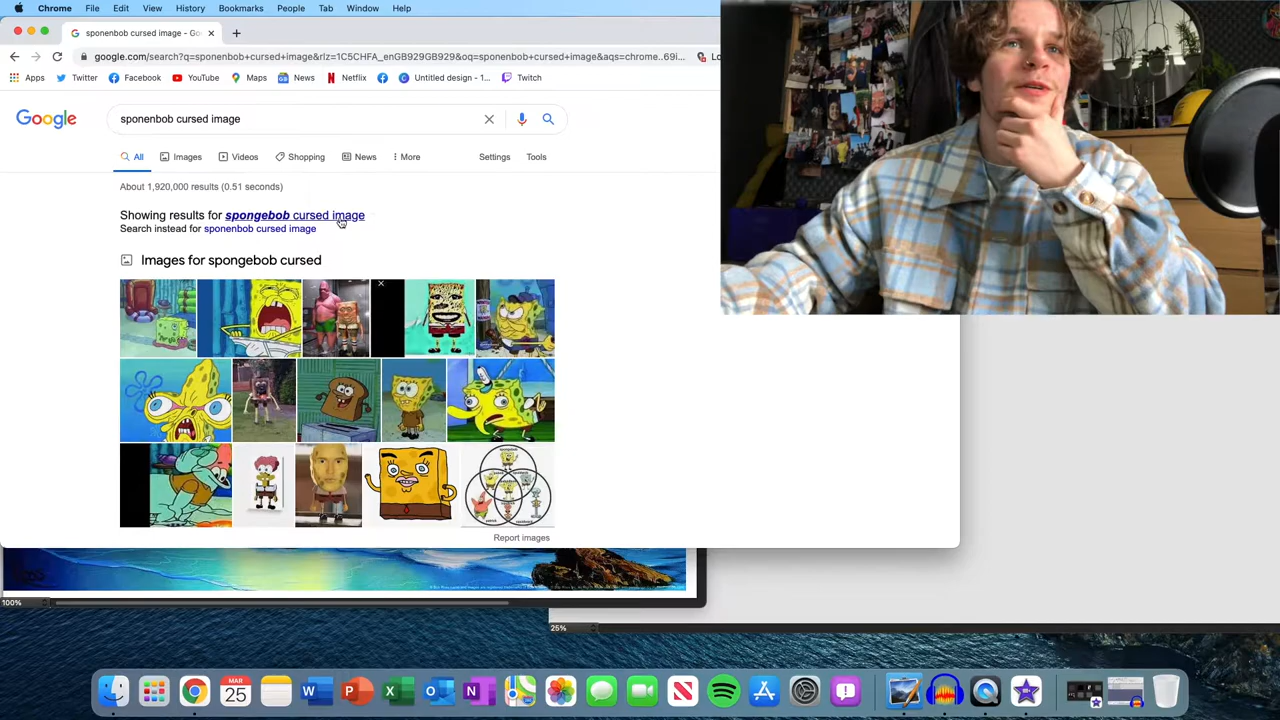 Chrome File Edit View History Bookmarks People Tab Window Help
sponenbob cursed image - Go
google.com/search?q=sponenbob+cursed+image&rlz=1C5CHFA_enGB929GB929&oq=sponenbob+cursed+image&aqs=chrome..69i...
Apps Twitter Facebook YouTube Maps News Netflix Untitled design - 1... Twitch
Google
sponenbob cursed image
All Images Videos Shopping News More Settings Tools
About 1,920,000 results (0.51 seconds)
Showing results for spongebob cursed image
Search instead for sponenbob cursed image
Images for spongebob cursed
Report images
100%
25%
MAR
25